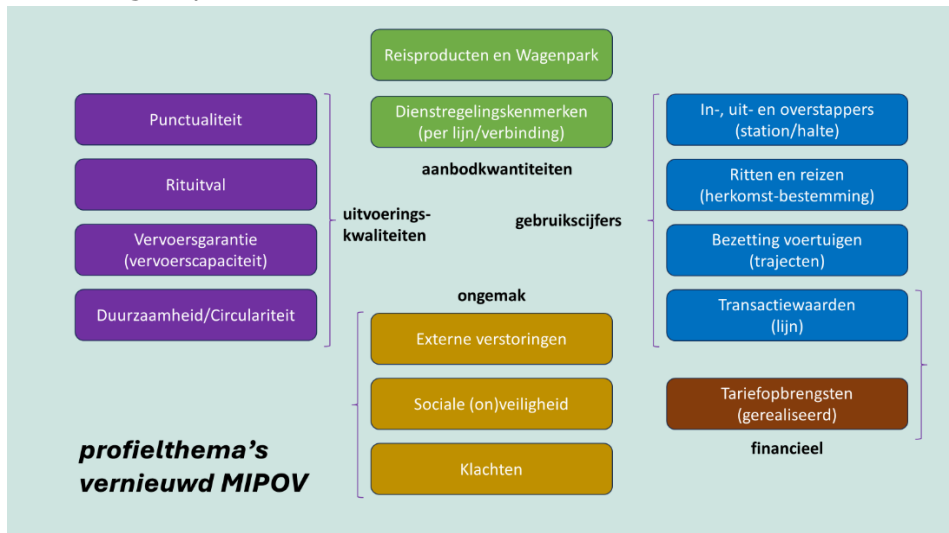 Reisproducten en Wagenpark
Dienstregelingskenmerken
(per lijn/verbinding)
aanbodkwantiteiten
Punctualiteit
Rituitval
Vervoersgarantie
(vervoerscapaciteit)
Duurzaamheid/Circulariteit
uitvoerings-
kwaliteiten
gebruikscijfers
In-, uit- en overstappers
(station/halte)
Ritten en reizen
(herkomst-bestemming)
Bezetting voertuigen
(trajecten)
Transactiewaarden
(lijn)
Tariefopbrengsten
(gerealiseerd)
financieel
ongemak
Externe verstoringen
Sociale (on)veiligheid
Klachten
profielthema's
vernieuwd MIPOV